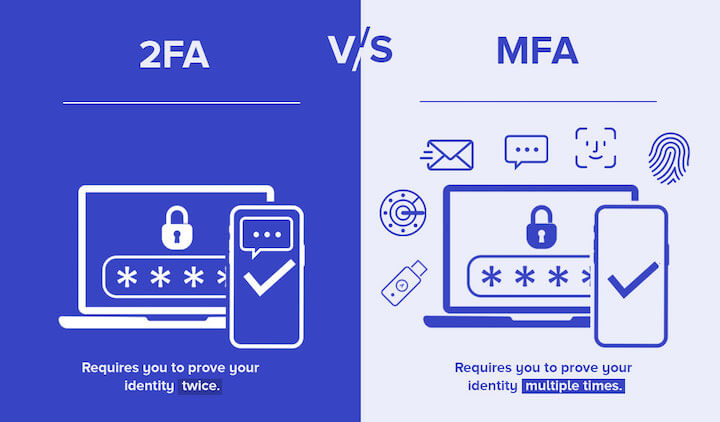 2FA
V/S
MFA
****
****
Requires you to prove your
identity twice.
Requires you to prove your
identity multiple times.